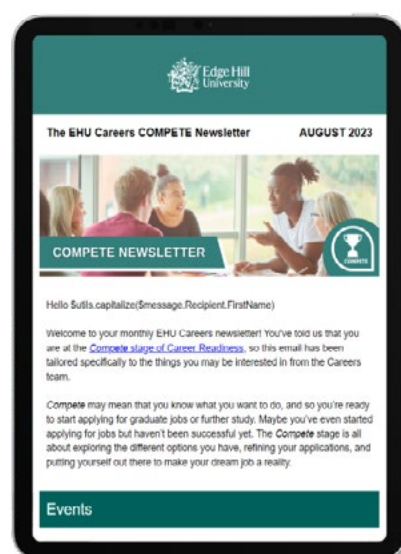 Edge Hill
University
The EHU Careers COMPETE Newsletter AUGUST 2023
COMPETE NEWSLETTER
COMPETE
Hello $utils.capitalize($message.Recipient.FirstName)
Welcome to your monthly EHU Careers newsletter! You've told us that you
are at the Compete stage of Career Readiness, so this email has been
tailored specifically to the things you may be interested in from the Careers
team.
Compete may mean that you know what you want to do, and so you're ready
to start applying for graduate jobs or further study. Maybe you've even started
applying for jobs but haven't been successful yet. The Compete stage is all
about exploring the different options you have, refining your applications, and
putting yourself out there to make your dream job a reality.
Events